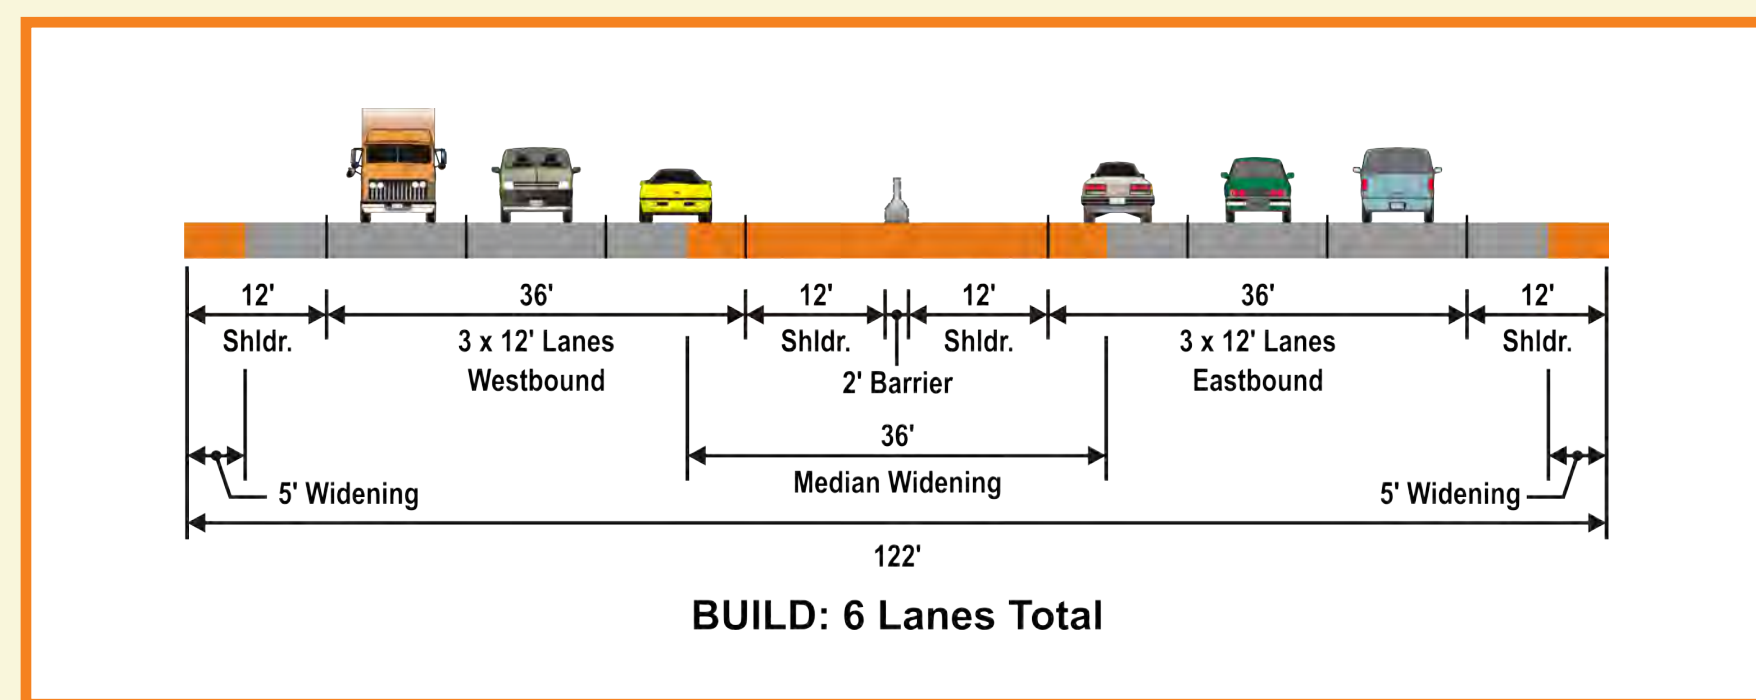 12' 36' 12' 12' 36' 12'
Shldr. 3 x 12' Lanes Shldr. Shldr. 3 x 12' Lanes Shldr.
Westbound 2' Barrier Eastbound
36'
Median Widening
5' Widening 5' Widening
122'
BUILD: 6 Lanes Total